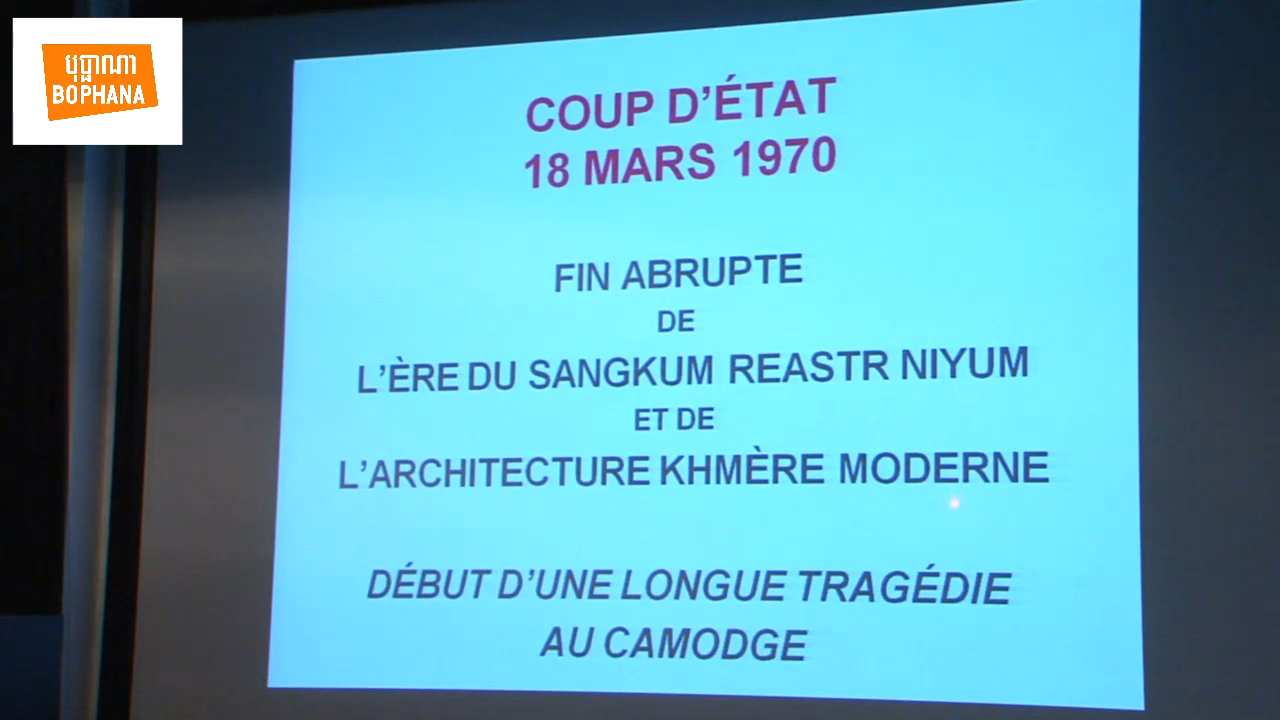 បុប្ផាណា
BOPHANA
COUP D’ÉTAT
18 MARS 1970
FIN ABRUPTE
DE
L’ÈRE DU SANGKUM REASTR NIYUM
ET DE
L’ARCHITECTURE KHMÈRE MODERNE
DÉBUT D’UNE LONGUE TRAGÉDIE
AU CAMODGE